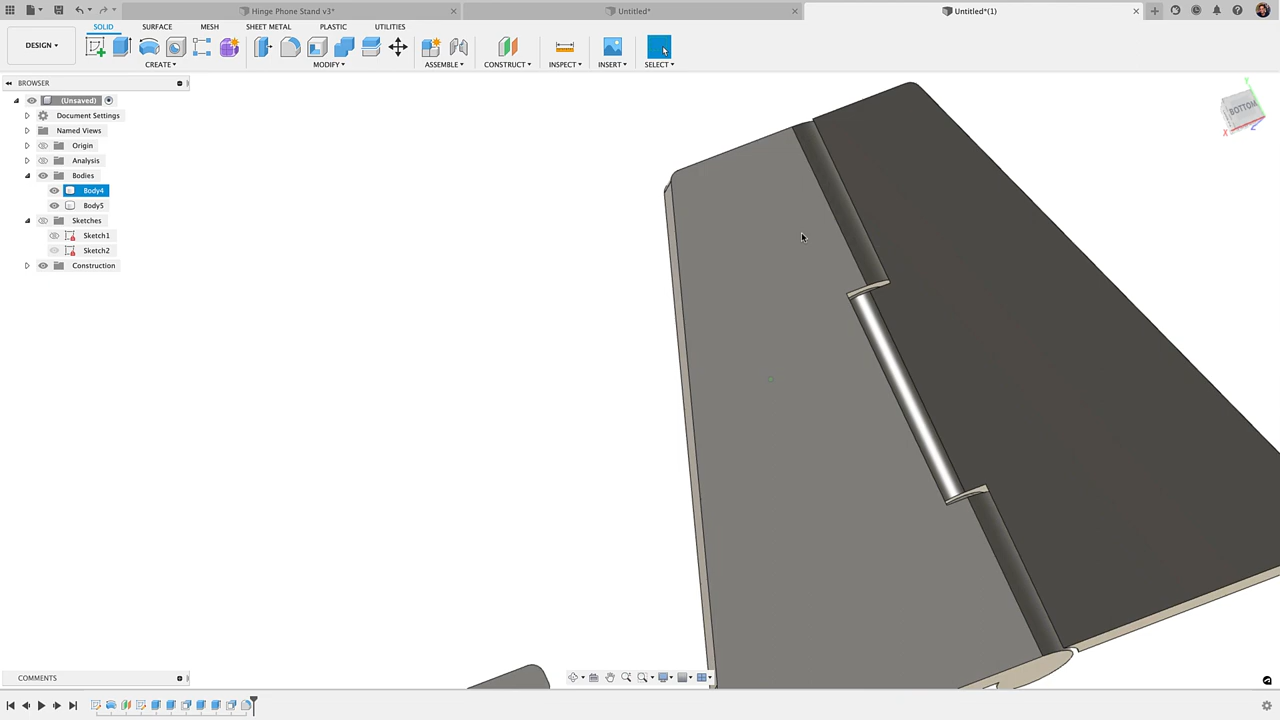 Hinge Phone Stand v3*
Untitled*
Untitled*(1)
DESIGN
SOLID
SURFACE
MESH
SHEET METAL
PLASTIC
UTILITIES
CREATE
MODIFY
ASSEMBLE
CONSTRUCT
INSPECT
INSERT
SELECT
BROWSER
(Unsaved)
Document Settings
Named Views
Origin
Analysis
Bodies
Body4
Body5
Sketches
Sketch1
Sketch2
Construction
BOTTOM
Y
X
Z
COMMENTS